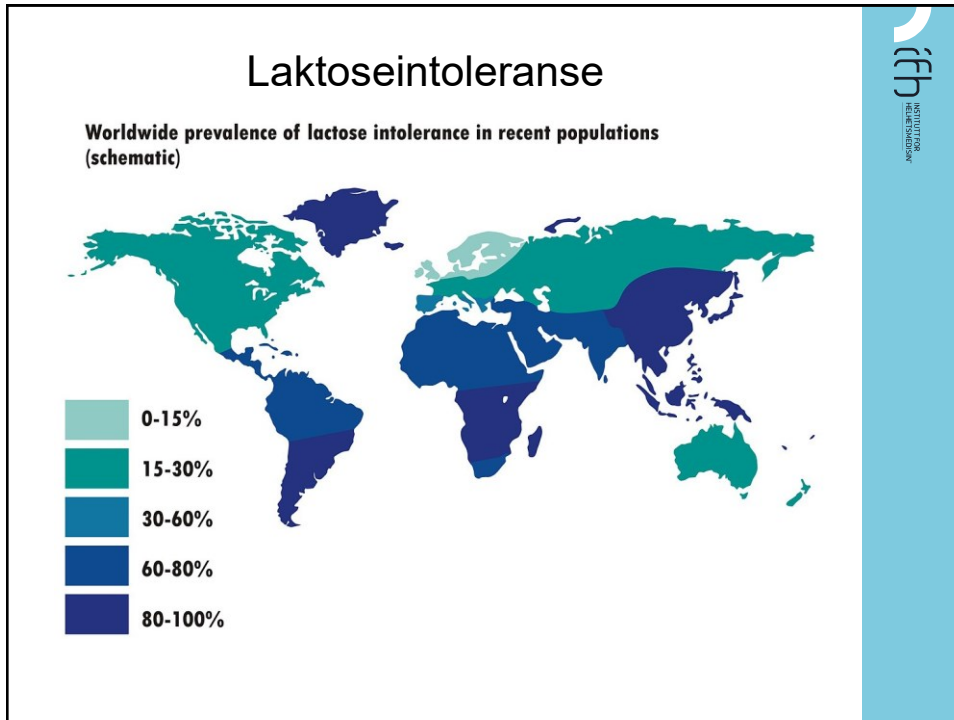 Laktoseintoleranse
Worldwide prevalence of lactose intolerance in recent populations
(schematic)
0-15%
15-30%
30-60%
60-80%
80-100%
ifh
INSTITUTT FOR
HELHETSMEDISIN